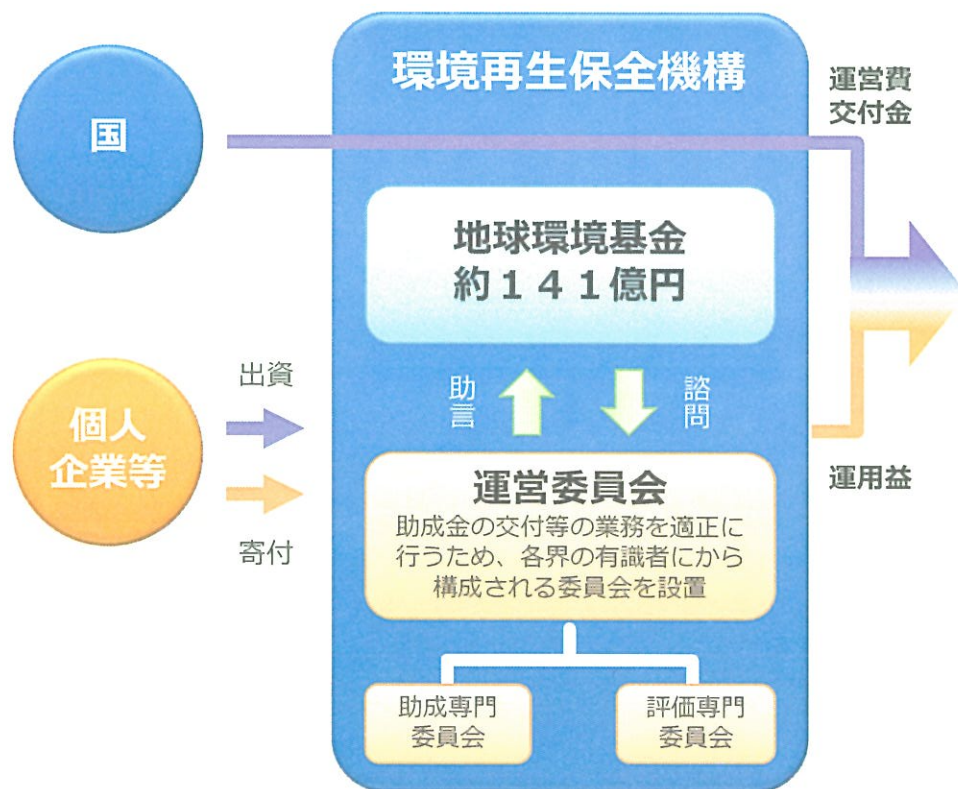 国
環境再生保全機構
運営費
交付金
地球環境基金
約１４１億円
個人
企業等
出資
寄付
助言
諮問
運営委員会
助成金の交付等の業務を適正に
行うため、各界の有識者にから
構成される委員会を設置
運用益
助成専門
委員会
評価専門
委員会